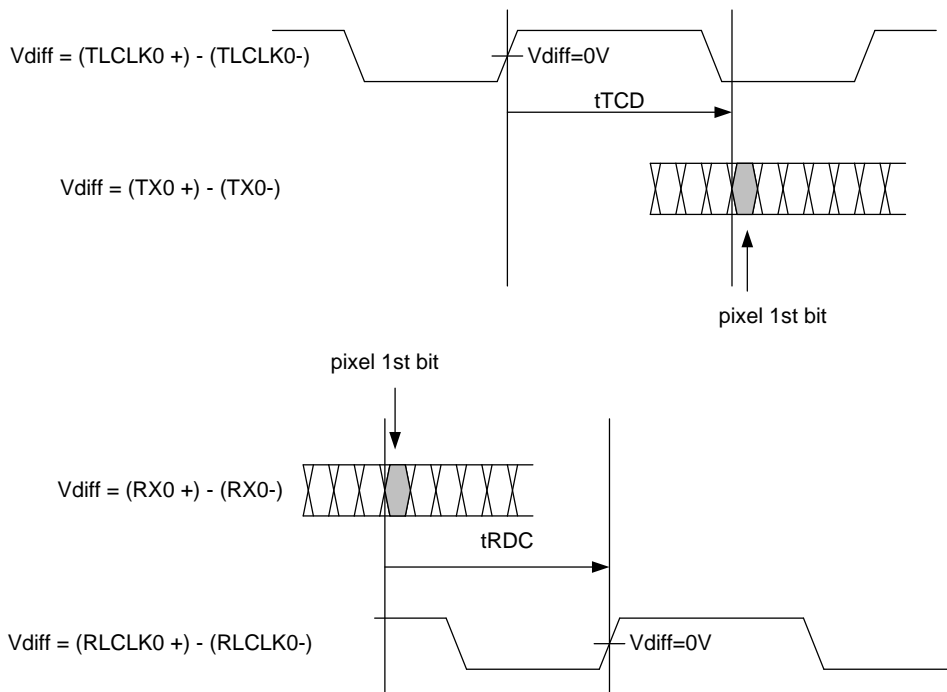 Vdiff = (TLCLK0 +) - (TLCLK0-)
Vdiff=0V
tTCD
Vdiff = (TX0 +) - (TX0-)
pixel 1st bit
pixel 1st bit
Vdiff = (RX0 +) - (RX0-)
tRDC
Vdiff = (RLCLK0 +) - (RLCLK0-)
Vdiff=0V